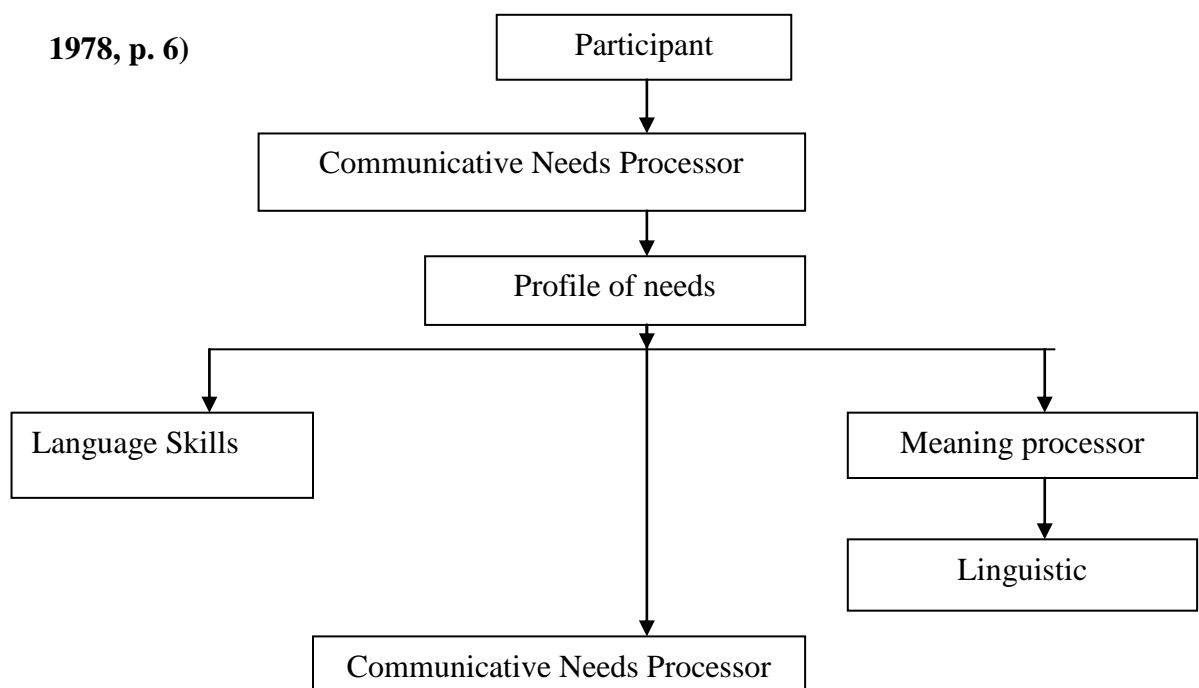 1978, p. 6)
Participant
Communicative Needs Processor
Profile of needs
Language Skills
Meaning processor
Linguistic
Communicative Needs Processor